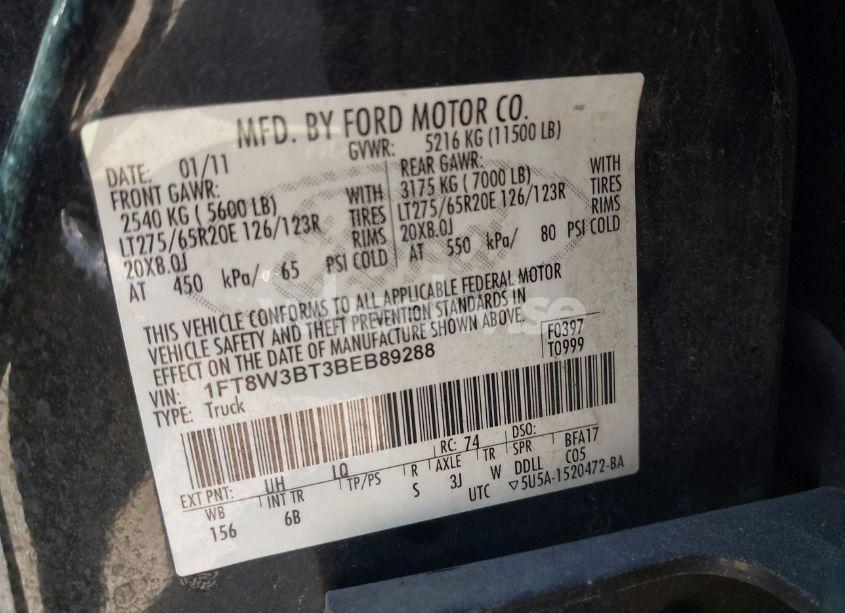 MFD. BY FORD MOTOR CO.
DATE: 01/11 GVWR: 5216 KG (11500 LB)
FRONT GAWR: REAR GAWR:
2540 KG ( 5600 LB) WITH 3175 KG ( 7000 LB) WITH
LT275/65R20E 126/123R TIRES LT275/65R20E 126/123R TIRES
20X8.0J RIMS 20X8.0J RIMS
AT 450 kPa/ 65 PSI COLD AT 550 kPa/ 80 PSI COLD
THIS VEHICLE CONFORMS TO ALL APPLICABLE FEDERAL MOTOR
VEHICLE SAFETY AND THEFT PREVENTION STANDARDS IN
EFFECT ON THE DATE OF MANUFACTURE SHOWN ABOVE.
VIN: 1FT8W3BT3BEB89288 F0397
TYPE: Truck T0999
EXT PNT: UH LQ RC: 74 DSO:
WB INT TR TP/PS R AXLE TR SPR BFA17
156 6B S 3J W DDLL C05
UTC ▽5U5A-1520472-BA